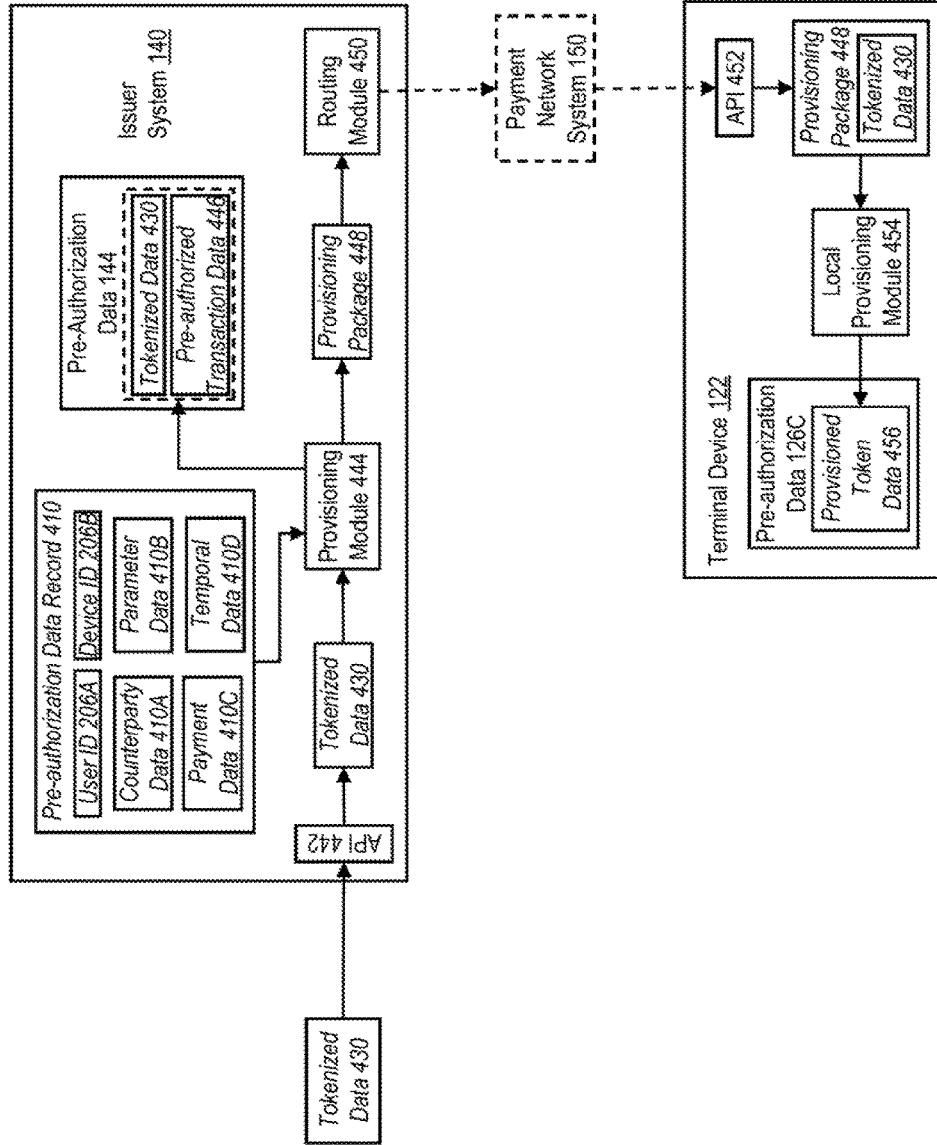 Issuer
System 140
Pre-authorization Data Record 410
User ID 206A
Device ID 206B
Counterparty
Data 410A
Parameter
Data 410B
Payment
Data 410C
Temporal
Data 410D
Pre-Authorization
Data 144
Tokenized Data 430
Pre-authorized
Transaction Data 446
Tokenized
Data 430
API 442
Tokenized
Data 430
Provisioning
Module 444
Provisioning
Package 448
Routing
Module 450
Payment
Network
System 150
Terminal Device 122
Pre-authorization
Data 126C
Provisioned
Token
Data 456
Local
Provisioning
Module 454
API 452
Provisioning
Package 448
Tokenized
Data 430